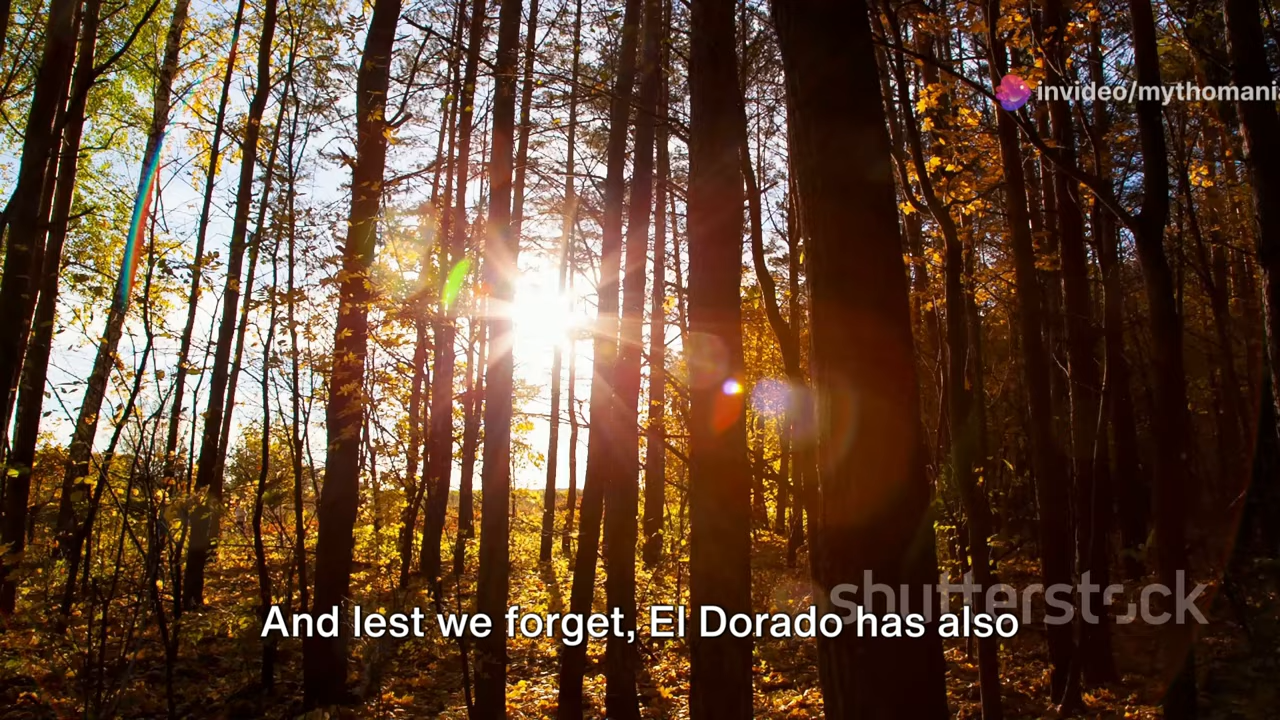 invideo/mythomania
shutterstock
And lest we forget, El Dorado has also